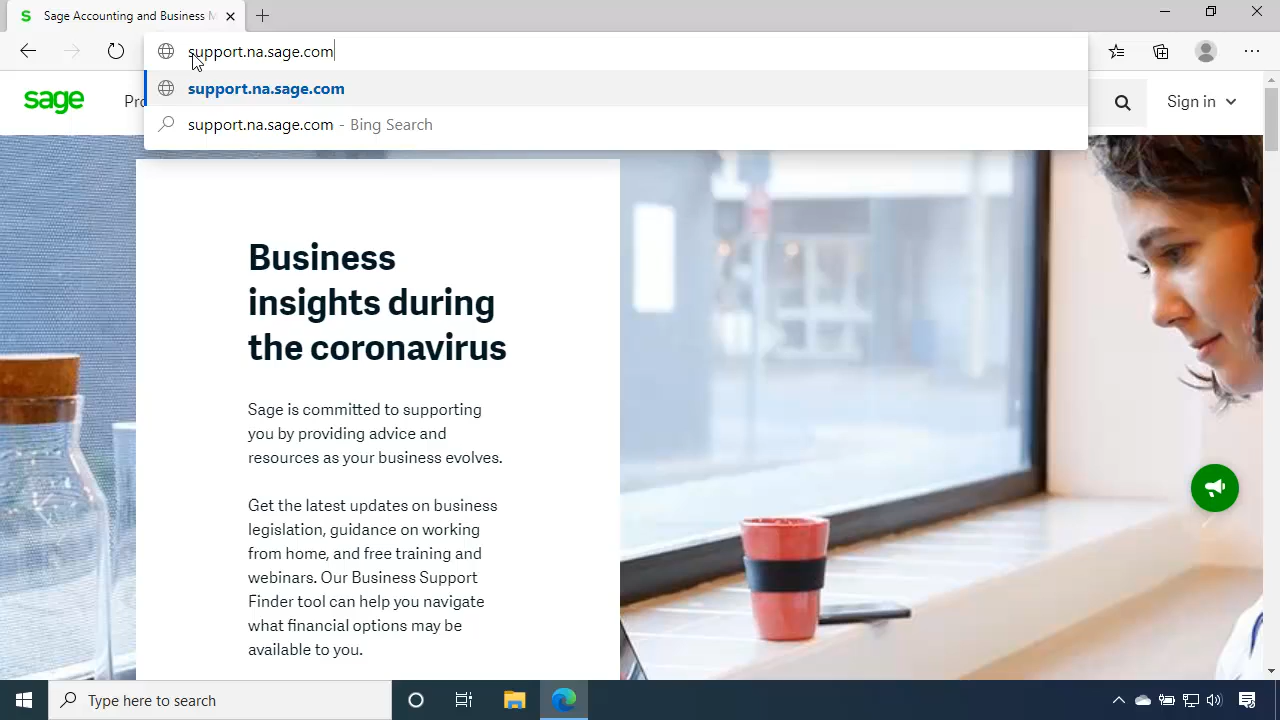 Sage Accounting and Business M
support.na.sage.com
support.na.sage.com
support.na.sage.com - Bing Search
sage
Pro
Sign in
Business
insights during
the coronavirus
Sage is committed to supporting
you by providing advice and
resources as your business evolves.
Get the latest updates on business
legislation, guidance on working
from home, and free training and
webinars. Our Business Support
Finder tool can help you navigate
what financial options may be
available to you.
Type here to search